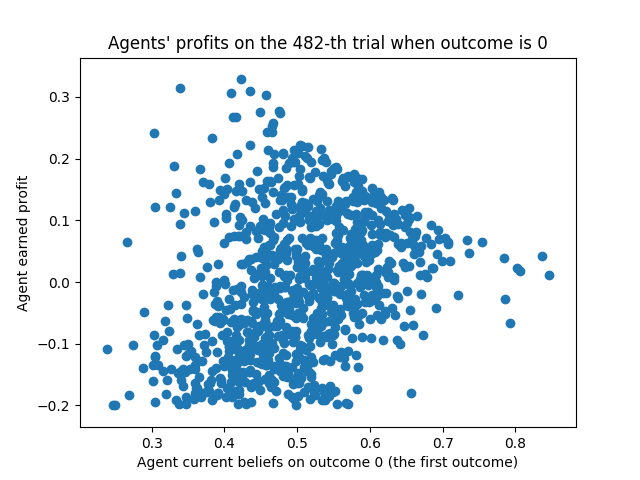 Agents' profits on the 482-th trial when outcome is 0
Agent earned profit
0.3
0.2
0.1
0.0
−0.1
−0.2
0.3 0.4 0.5 0.6 0.7 0.8
Agent current beliefs on outcome 0 (the first outcome)